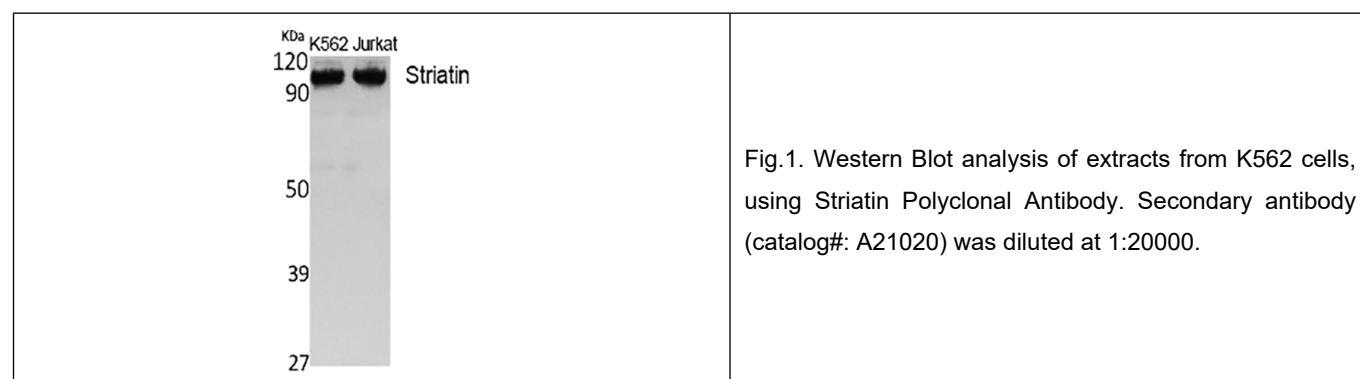 KDa K562 Jurkat
120
Striatin
90
50
39
27
Fig.1. Western Blot analysis of extracts from K562 cells,
using Striatin Polyclonal Antibody. Secondary antibody
(catalog#: A21020) was diluted at 1:20000.